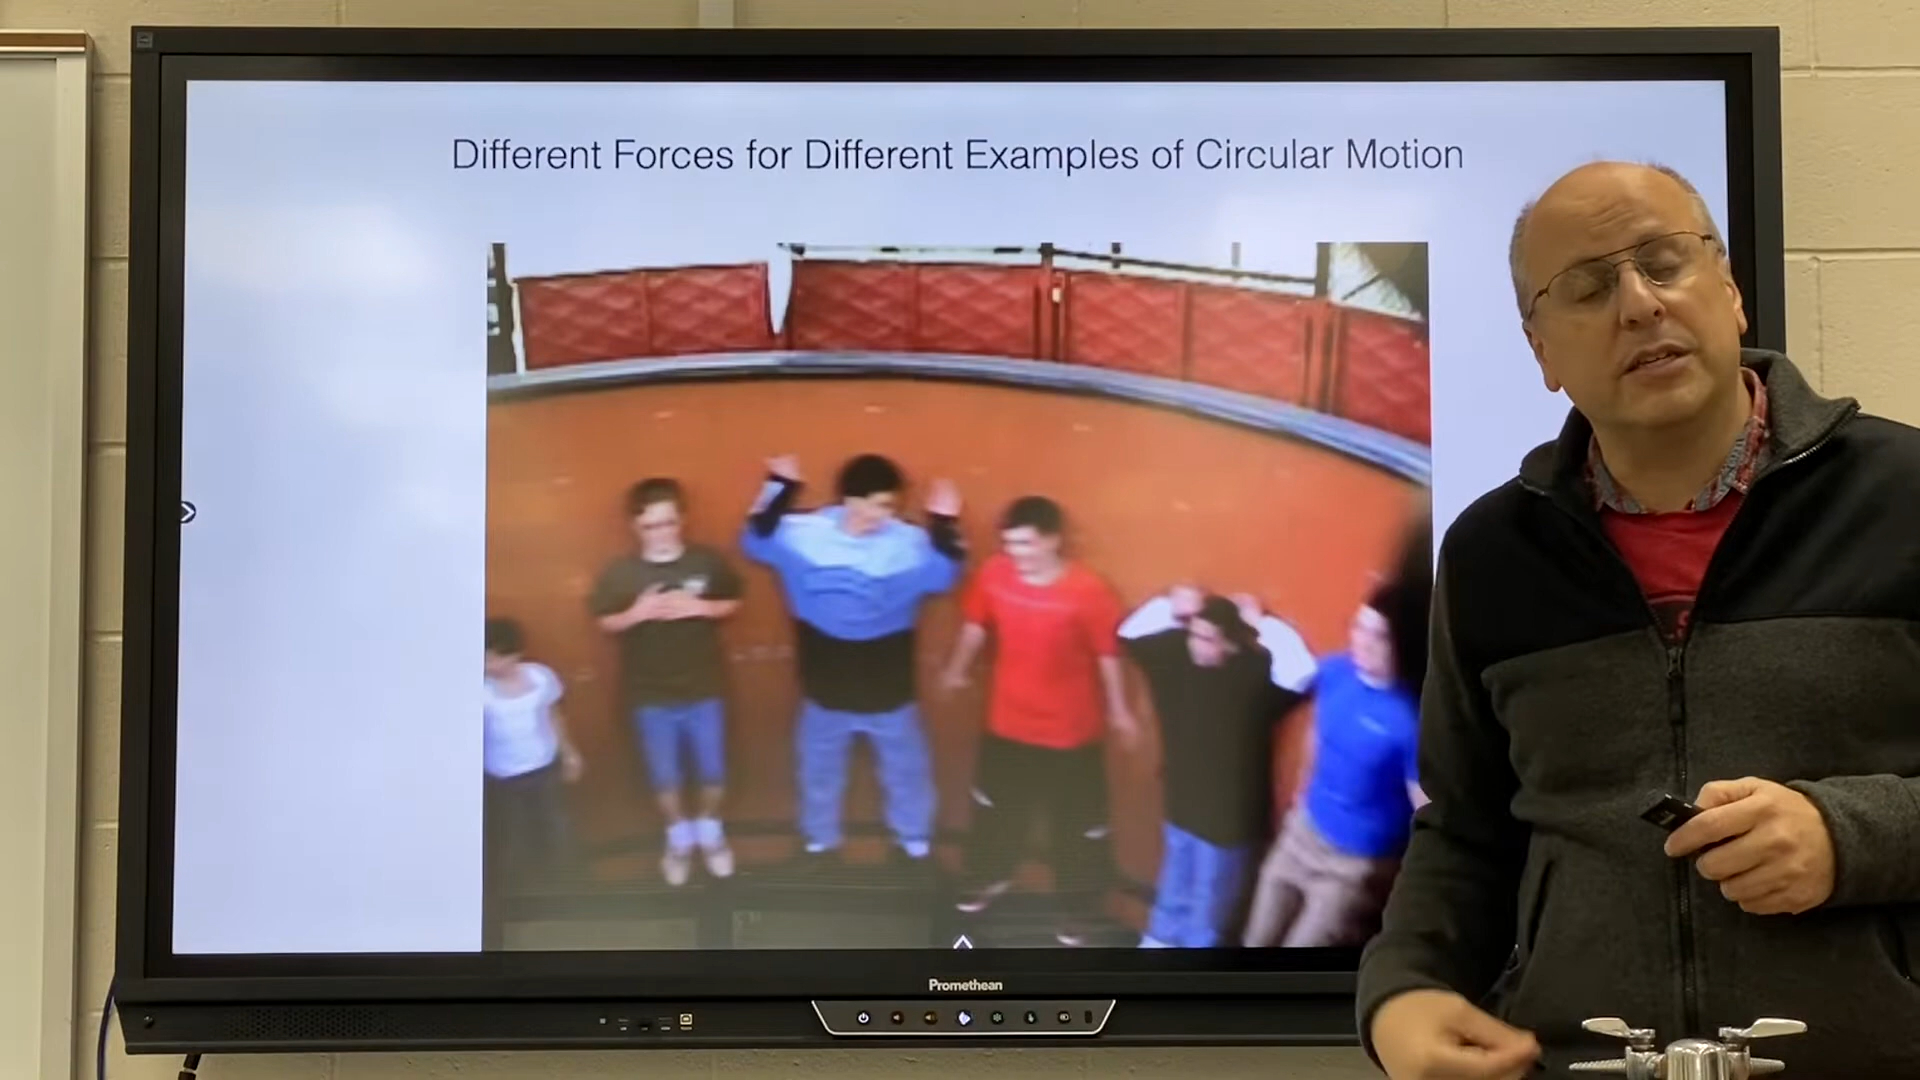 Different Forces for Different Examples of Circular Motion
Promethean